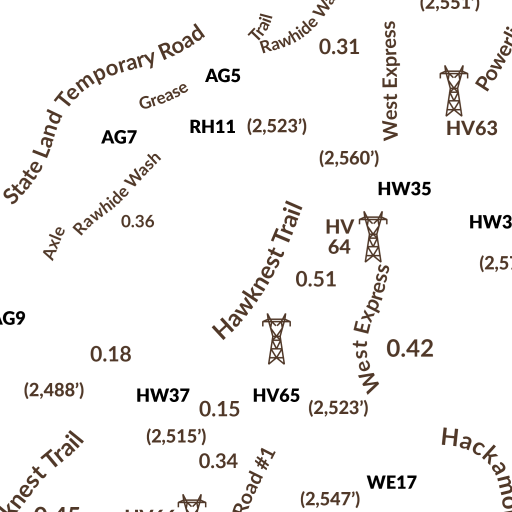 (2,551’)
Trail
Rawhide Wa
0.31
West Express
Powerli
State Land Temporary Road
AG5
Grease
HV63
RH11 (2,523’)
AG7
(2,560’)
Rawhide Wash
HW35
Axle
0.36
Hawknest Trail
HV
64
HW3
(2,57
0.51
West Express
AG9
0.18
0.42
(2,488’)
HW37
0.15
HV65
(2,523’)
(2,515’)
knest Trail
0.34
Road #1
Hackamo
WE17
(2,547’)